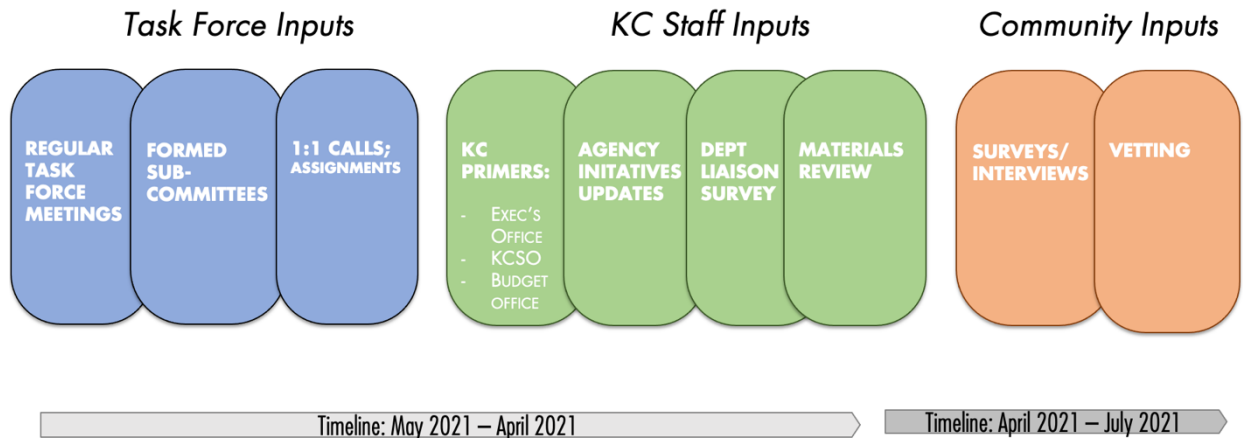 Task Force Inputs
KC Staff Inputs
Community Inputs
REGULAR
TASK
FORCE
MEETINGS
FORMED
SUB-
COMMITTEES
1:1 CALLS;
ASSIGNMENTS
KC
PRIMERS:
- EXEC'S
OFFICE
- KCSO
- BUDGET
OFFICE
AGENCY
INITATIVES
UPDATES
DEPT
LIAISON
SURVEY
MATERIALS
REVIEW
SURVEYS/
INTERVIEWS
VETTING
Timeline: May 2021 – April 2021
Timeline: April 2021 – July 2021